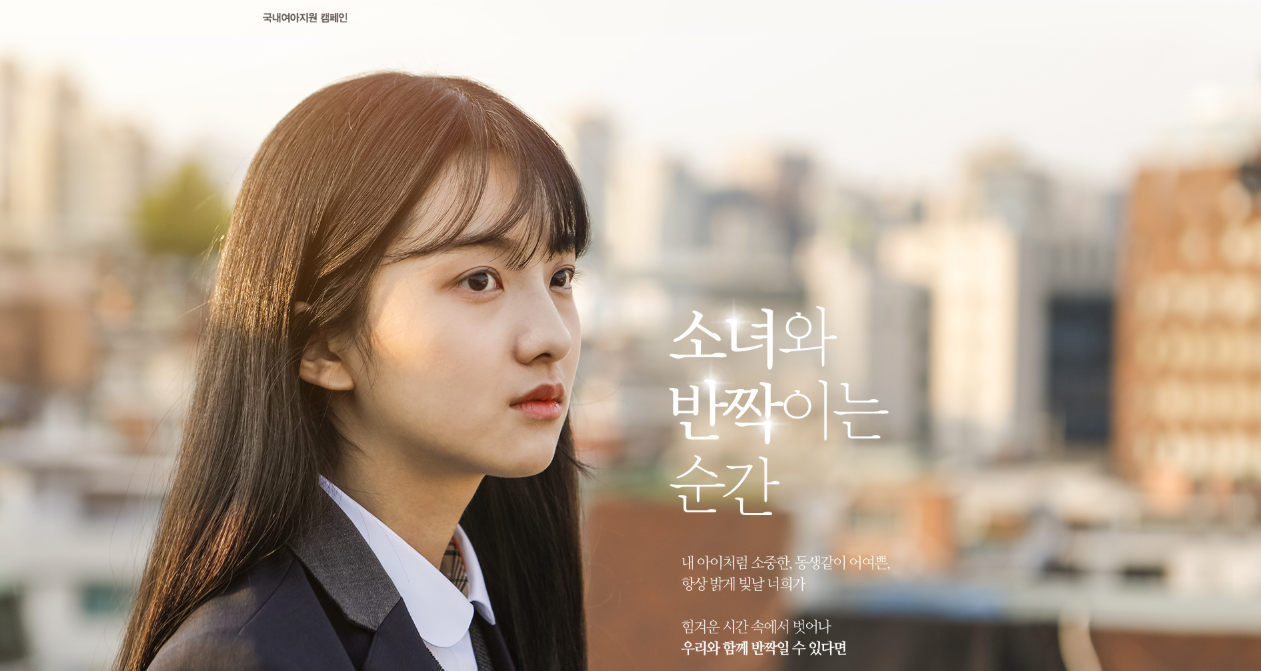 국내여아지원 캠페인
소녀와
반짝이는
순간
내 아이처럼 소중한, 동생같이 어여쁜,
항상 밝게 빛날 너희가
힘겨운 시간 속에서 벗어나
우리와 함께 반짝일 수 있다면